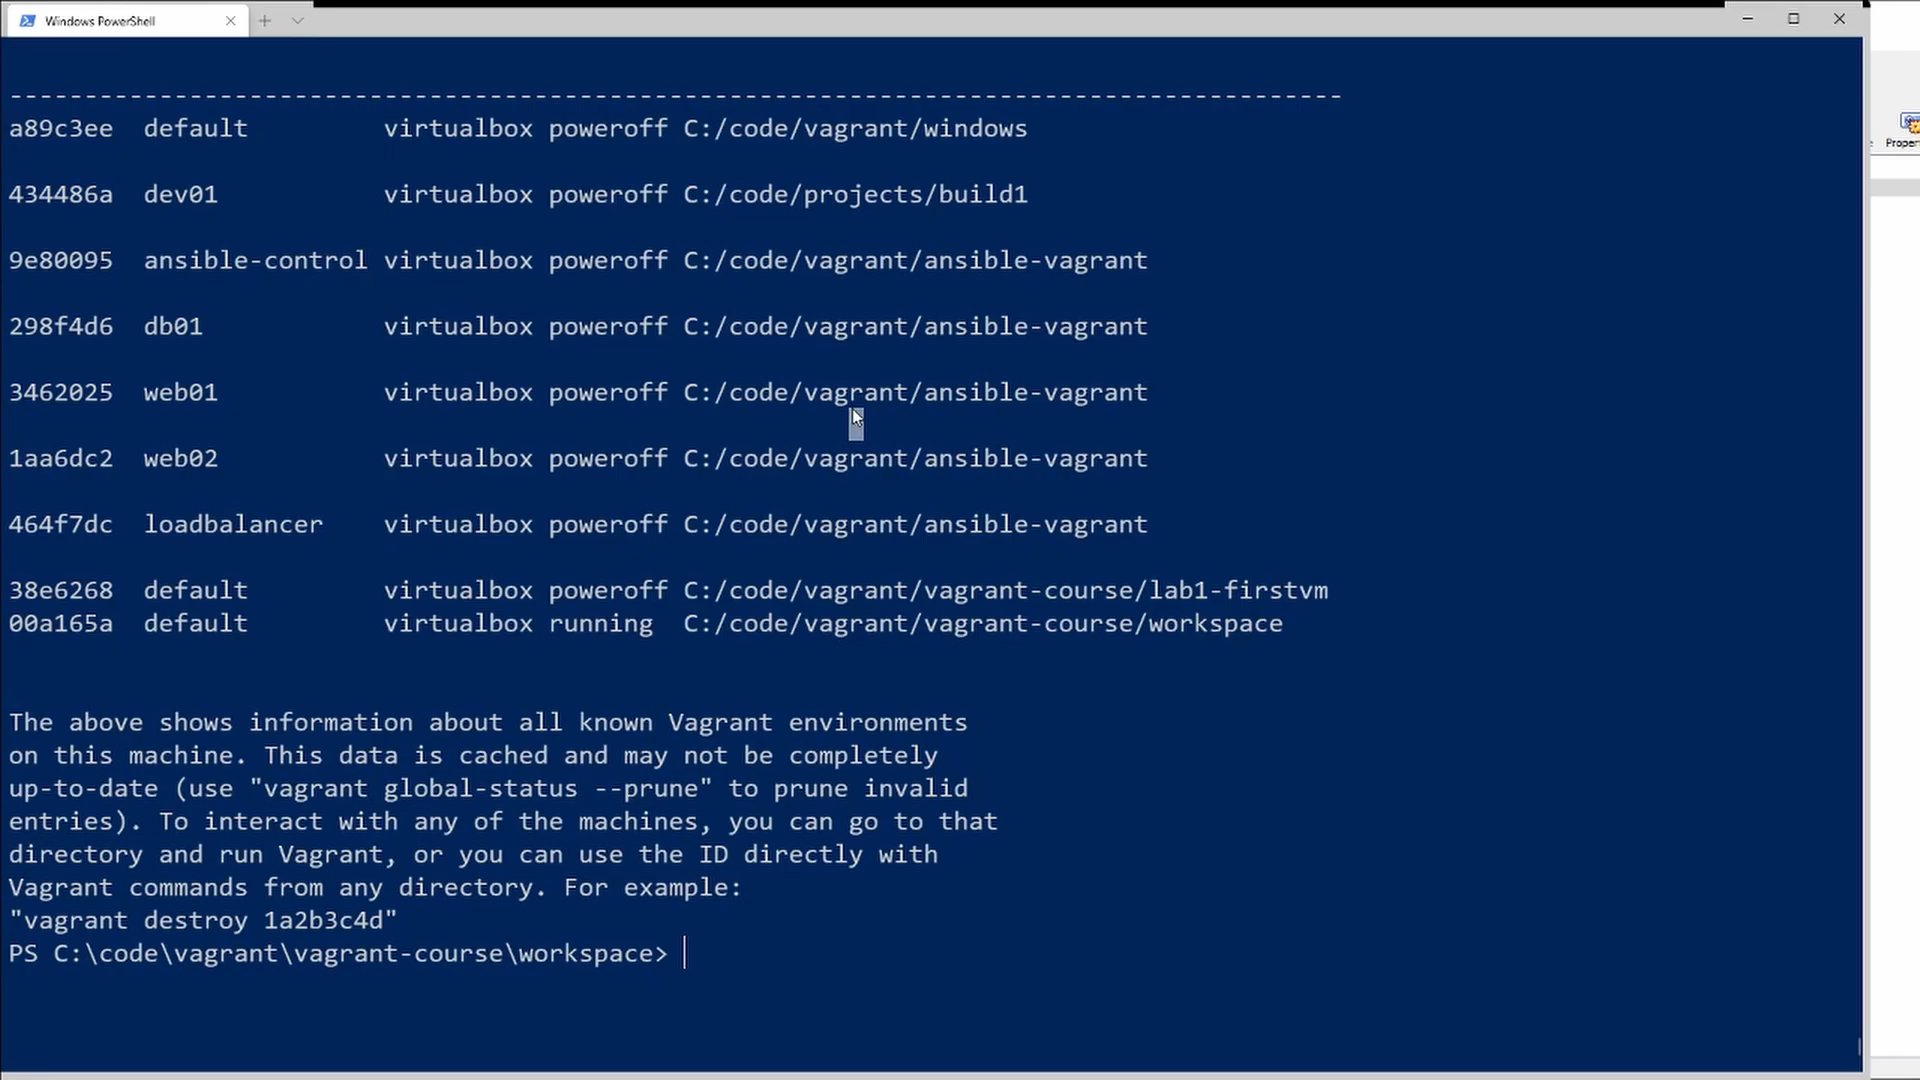 Windows PowerShell
--------------------------------------------------------------------------------
a89c3ee default virtualbox poweroff C:/code/vagrant/windows
434486a dev01 virtualbox poweroff C:/code/projects/build1
9e80095 ansible-control virtualbox poweroff C:/code/vagrant/ansible-vagrant
298f4d6 db01 virtualbox poweroff C:/code/vagrant/ansible-vagrant
3462025 web01 virtualbox poweroff C:/code/vagrant/ansible-vagrant
1aa6dc2 web02 virtualbox poweroff C:/code/vagrant/ansible-vagrant
464f7dc loadbalancer virtualbox poweroff C:/code/vagrant/ansible-vagrant
38e6268 default virtualbox poweroff C:/code/vagrant/vagrant-course/lab1-firstvm
00a165a default virtualbox running C:/code/vagrant/vagrant-course/workspace
The above shows information about all known Vagrant environments
on this machine. This data is cached and may not be completely
up-to-date (use "vagrant global-status --prune" to prune invalid
entries). To interact with any of the machines, you can go to that
directory and run Vagrant, or you can use the ID directly with
Vagrant commands from any directory. For example:
"vagrant destroy 1a2b3c4d"
PS C:\code\vagrant\vagrant-course\workspace>